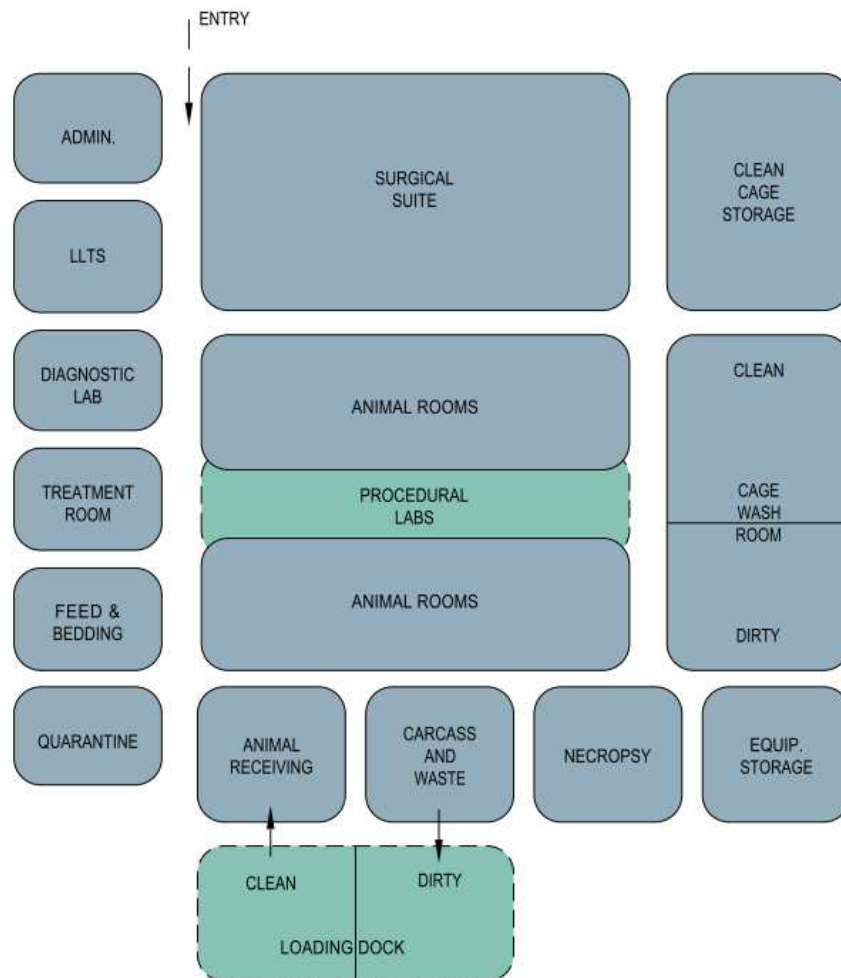 ENTRY
ADMIN.
SURGICAL
SUITE
CLEAN
CAGE
STORAGE
LLTS
DIAGNOSTIC
LAB
ANIMAL ROOMS
CLEAN
TREATMENT
ROOM
PROCEDURAL
LABS
CAGE
WASH
ROOM
FEED &
BEDDING
ANIMAL ROOMS
DIRTY
QUARANTINE
ANIMAL
RECEIVING
CARCASS
AND
WASTE
NECROPSY
EQUIP.
STORAGE
CLEAN
DIRTY
LOADING DOCK